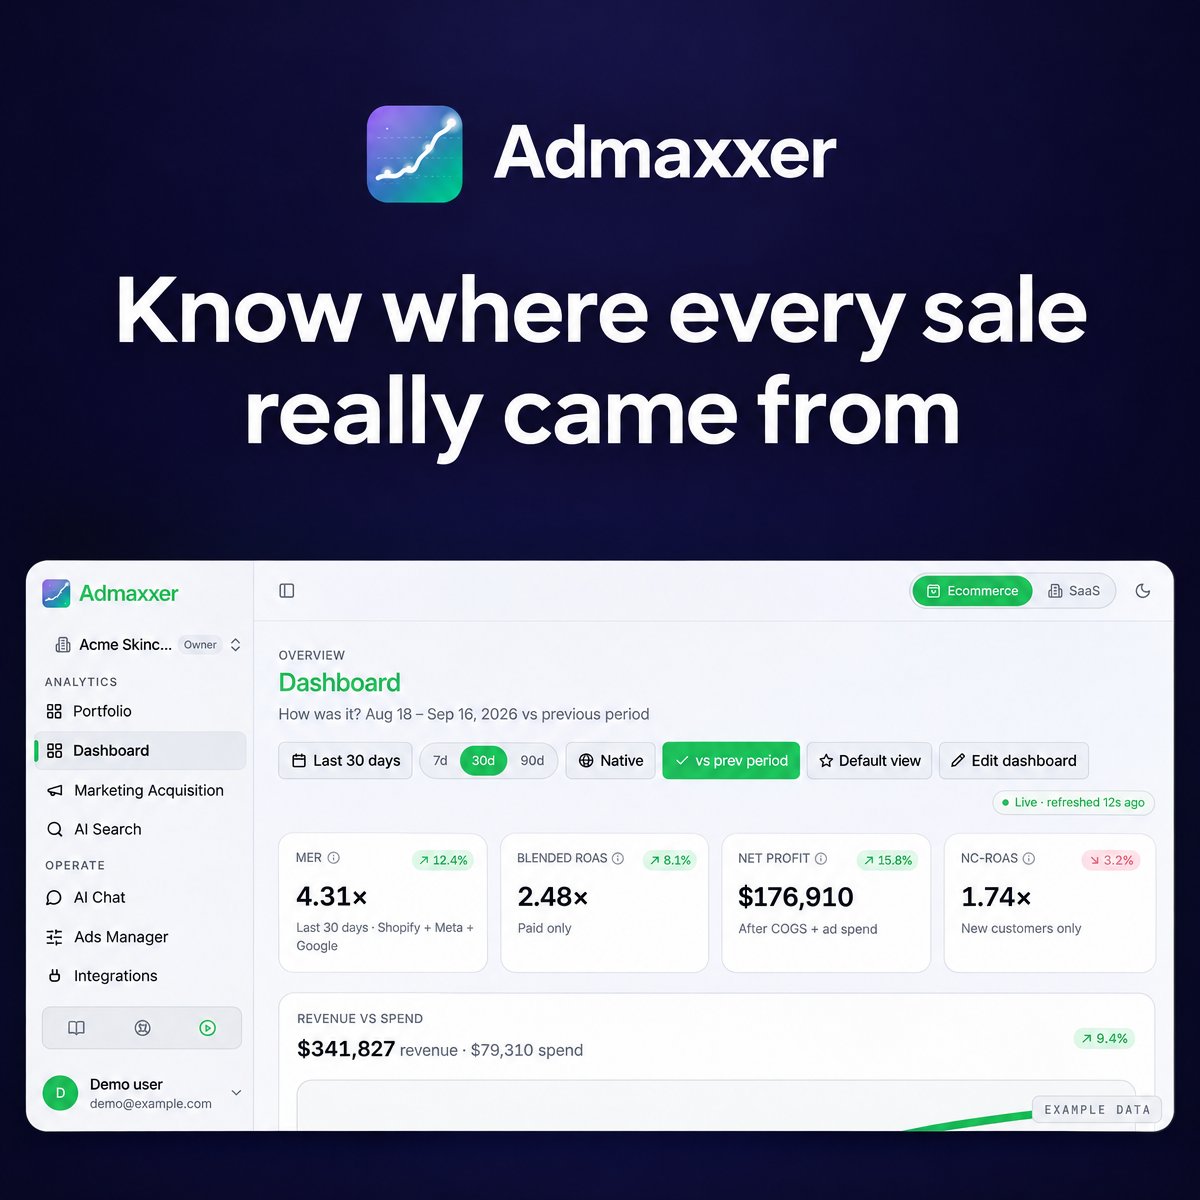 Admaxxer
Know where every sale
really came from
Admaxxer
Acme Skinc... Owner
ANALYTICS
Portfolio
Dashboard
Marketing Acquisition
AI Search
OPERATE
AI Chat
Ads Manager
Integrations
D
Demo user
demo@example.com
Ecommerce
SaaS
OVERVIEW
Dashboard
How was it? Aug 18 – Sep 16, 2026 vs previous period
Last 30 days
7d 30d 90d
Native
vs prev period
Default view
Edit dashboard
Live · refreshed 12s ago
MER
12.4%
4.31×
Last 30 days · Shopify + Meta +
Google
BLENDED ROAS
8.1%
2.48×
Paid only
NET PROFIT
15.8%
$176,910
After COGS + ad spend
NC-ROAS
3.2%
1.74×
New customers only
REVENUE VS SPEND
$341,827 revenue · $79,310 spend
9.4%
EXAMPLE DATA